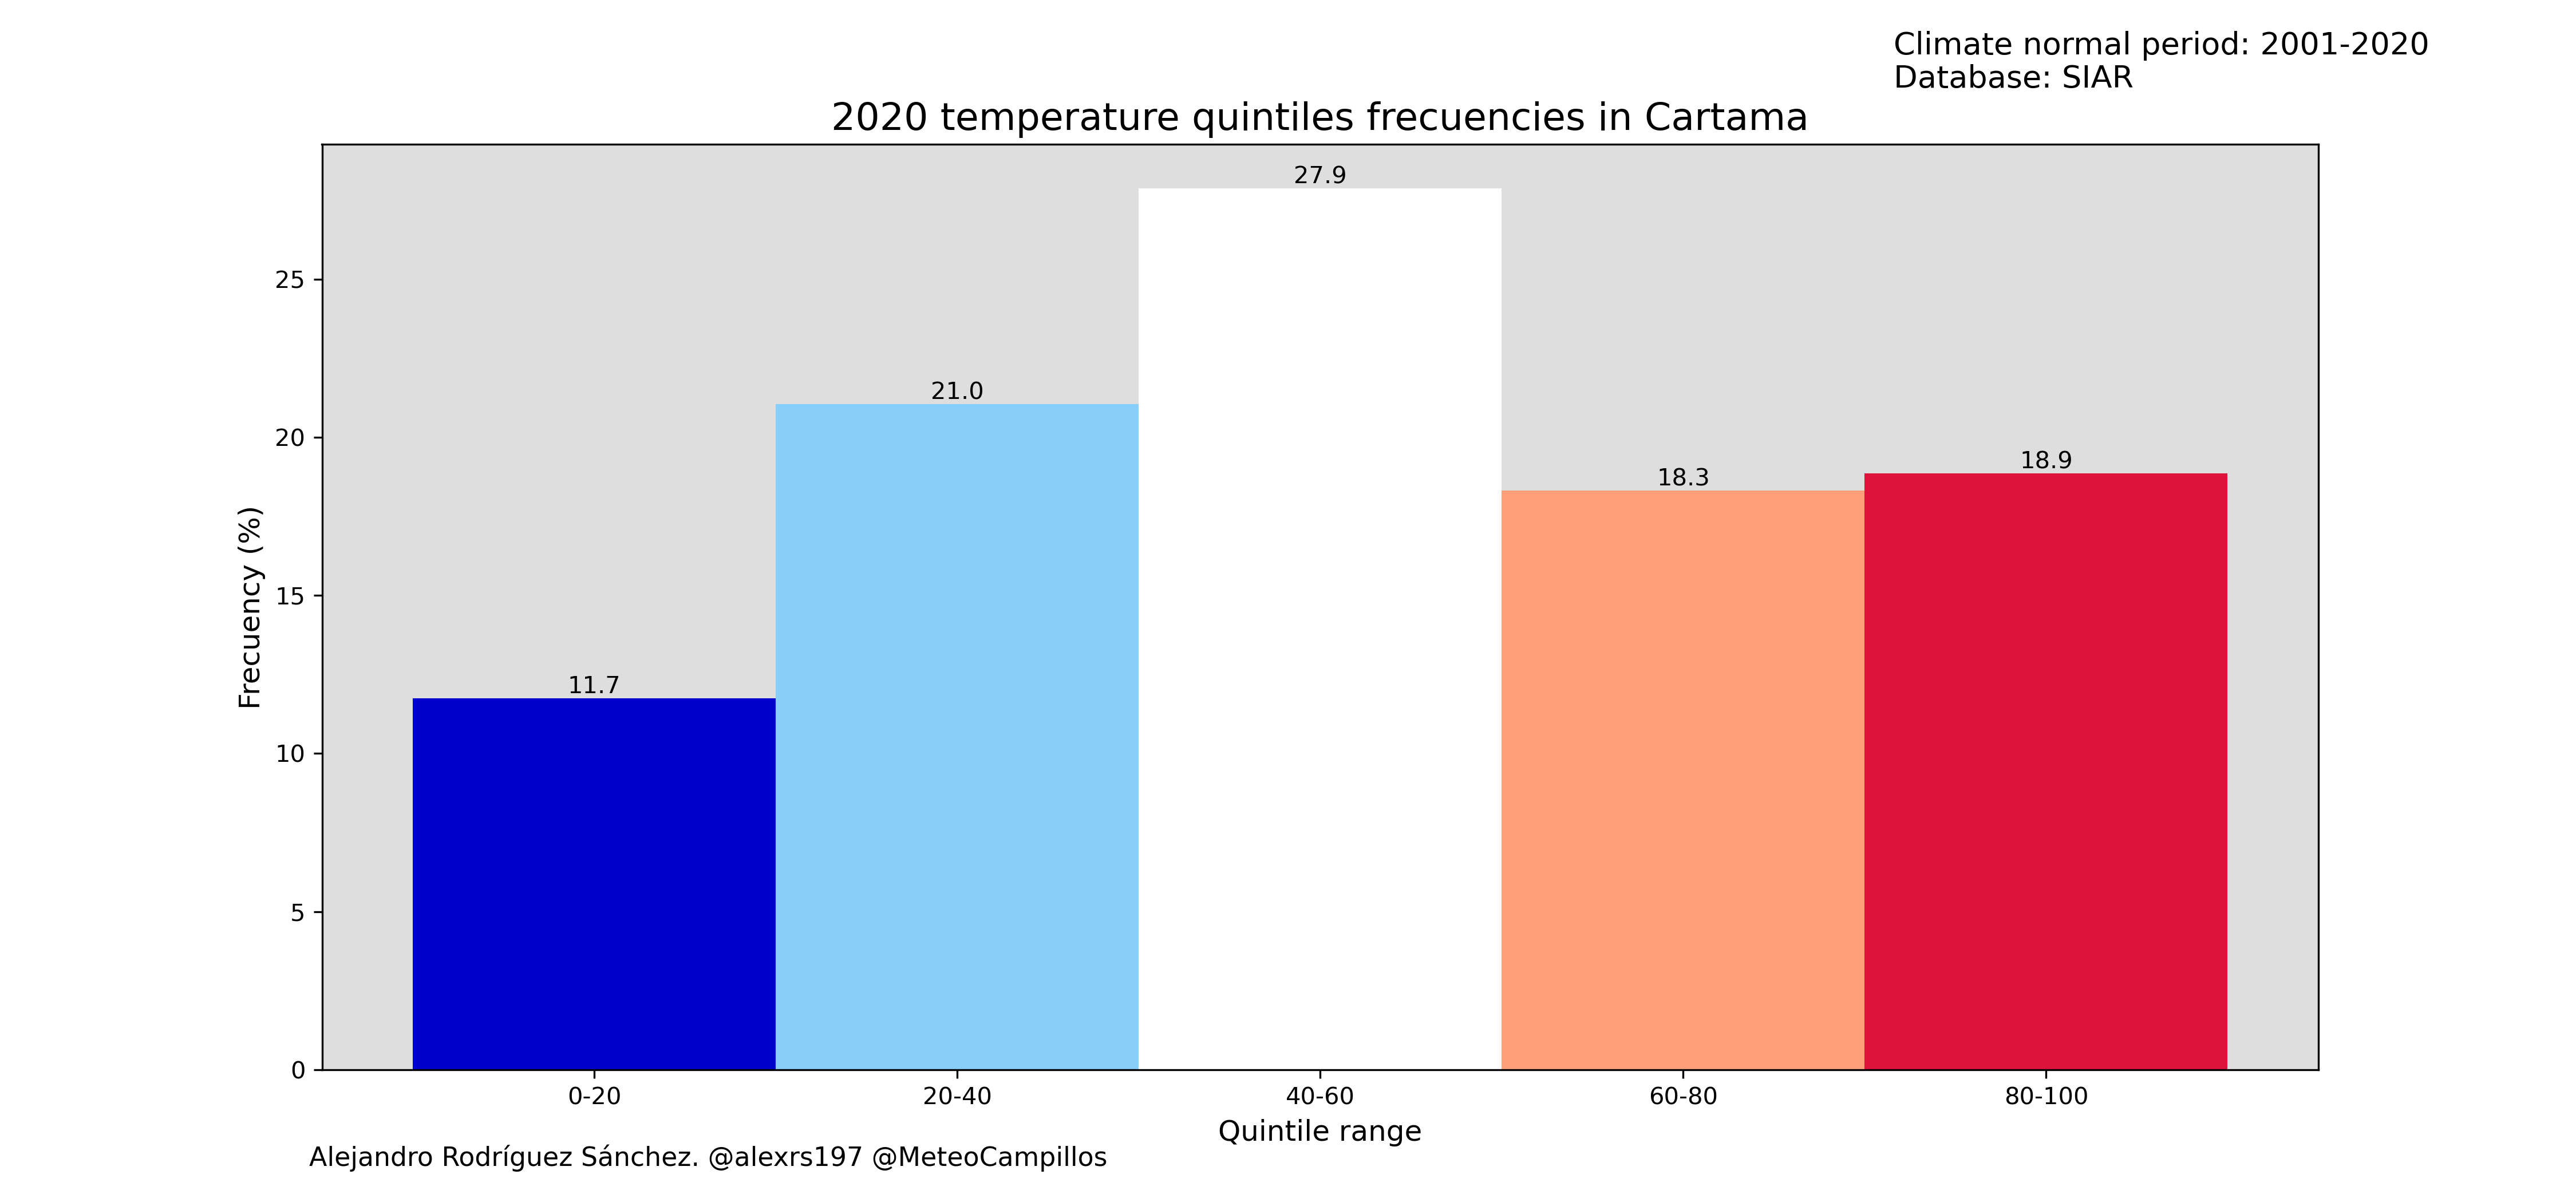 Climate normal period: 2001-2020
Database: SIAR
2020 temperature quintiles frecuencies in Cartama
27.9
25
21.0
20
18.9
18.3
15
11.7
10
5
0
Frecuency (%)
0-20 20-40 40-60 60-80 80-100
Quintile range
Alejandro Rodríguez Sánchez. @alexrs197 @MeteoCampillos